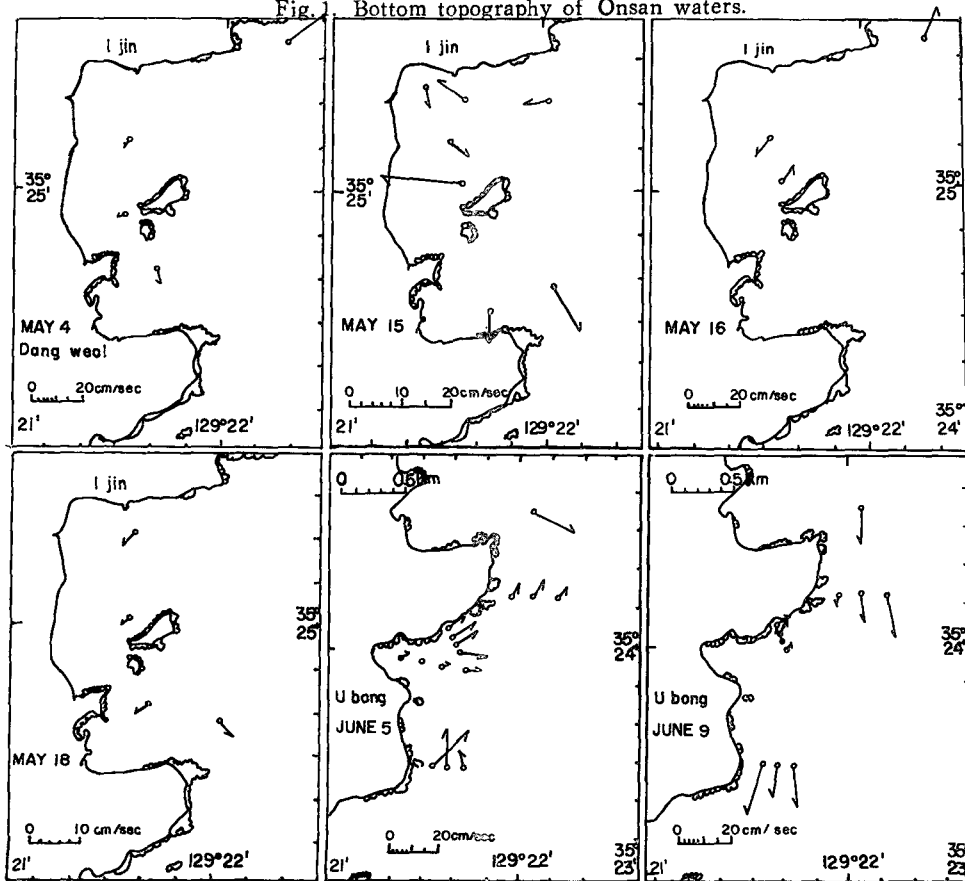 Fig. 1. Bottom topography of Onsan waters.
I jin
35°
25'
MAY 4
Dang weol
0 20cm/sec
21' 129°22'
I jin
35°
25'
MAY 15
0 10 20cm/sec
129°22'
I jin
35°
25'
MAY 16
0 20cm/sec
129°22'
35°
24'
I jin
35°
25'
MAY 18
0 10 cm/sec
21' 129°22'
0 0.5 km
35°
24'
U bong
JUNE 5
0 20cm/sec
21' 129°22'
35°
23'
0 0.5 km
35°
24'
U bong
JUNE 9
0 20cm/sec
21' 129°22'
35°
23'